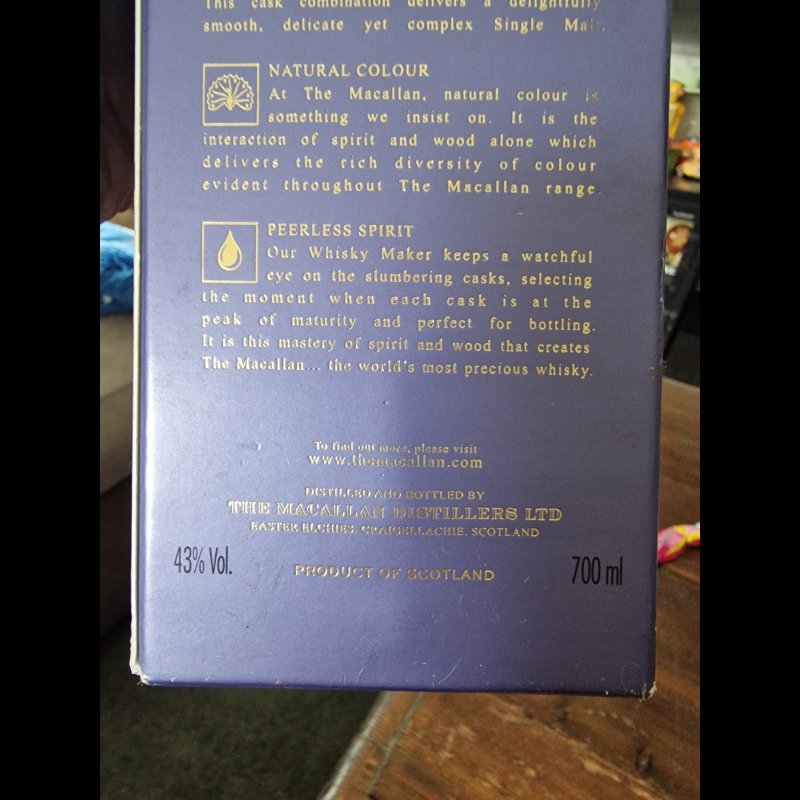 This cask combination delivers a delightfully
smooth, delicate yet complex Single Malt.
NATURAL COLOUR
At The Macallan, natural colour is
something we insist on. It is the
interaction of spirit and wood alone which
delivers the rich diversity of colour
evident throughout The Macallan range.
PEERLESS SPIRIT
Our Whisky Maker keeps a watchful
eye on the slumbering casks, selecting
the moment when each cask is at the
peak of maturity and perfect for bottling.
It is this mastery of spirit and wood that creates
The Macallan... the world's most precious whisky.
To find out more, please visit
www.themacallan.com
DISTILLED AND BOTTLED BY
THE MACALLAN DISTILLERS LTD
EASTER ELCHIES, CRAIGELLACHIE, SCOTLAND
43% Vol.
PRODUCT OF SCOTLAND
700 ml